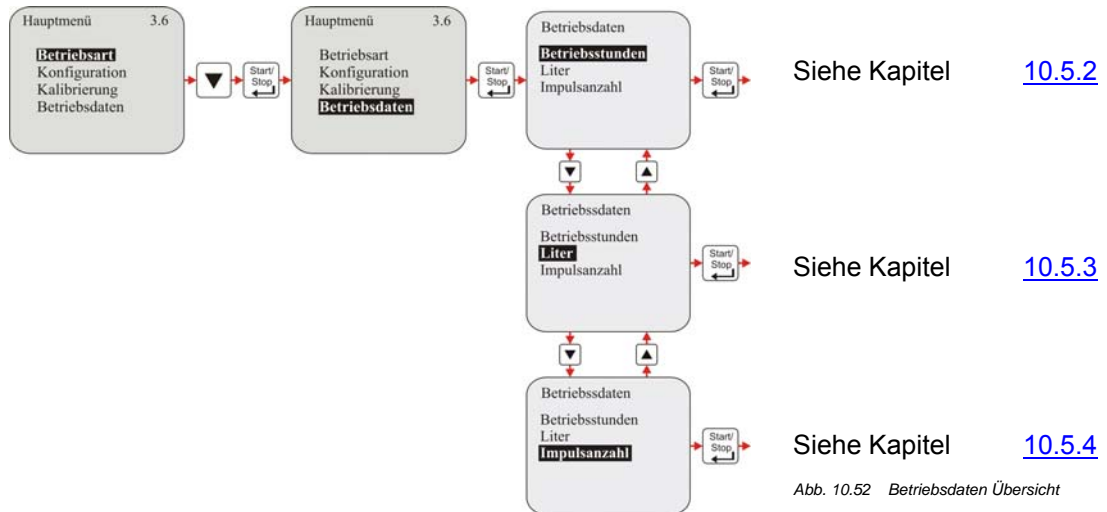 Hauptmenü 3.6
Betriebsart
Konfiguration
Kalibrierung
Betriebsdaten
Start/
Stop
Hauptmenü 3.6
Betriebsart
Konfiguration
Kalibrierung
Betriebsdaten
Start/
Stop
Betriebsdaten
Betriebsstunden
Liter
Impulsanzahl
Start/
Stop
Siehe Kapitel 10.5.2
Betriebssdaten
Betriebsstunden
Liter
Impulsanzahl
Start/
Stop
Siehe Kapitel 10.5.3
Betriebssdaten
Betriebsstunden
Liter
Impulsanzahl
Start/
Stop
Siehe Kapitel 10.5.4
Abb. 10.52 Betriebsdaten Übersicht